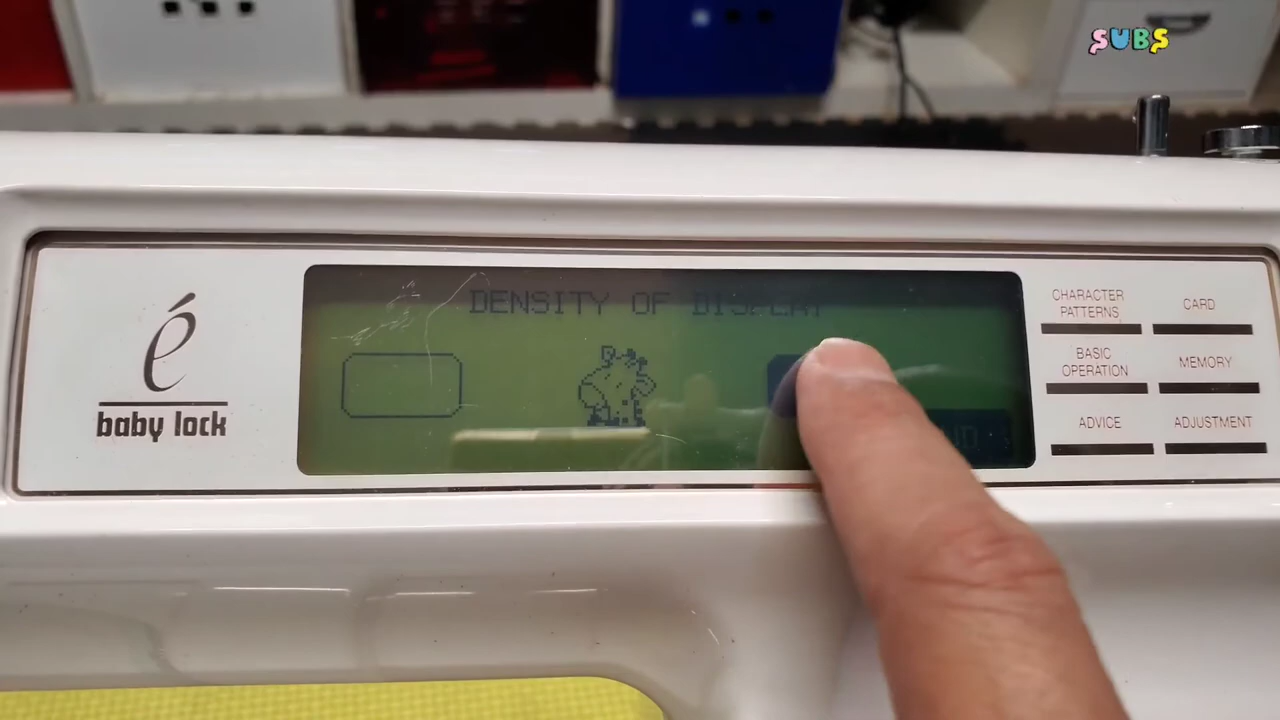 SUBS
é
baby lock
DENSITY OF DISPLAY
CHARACTER
PATTERNS
CARD
BASIC
OPERATION
MEMORY
ADVICE
ADJUSTMENT